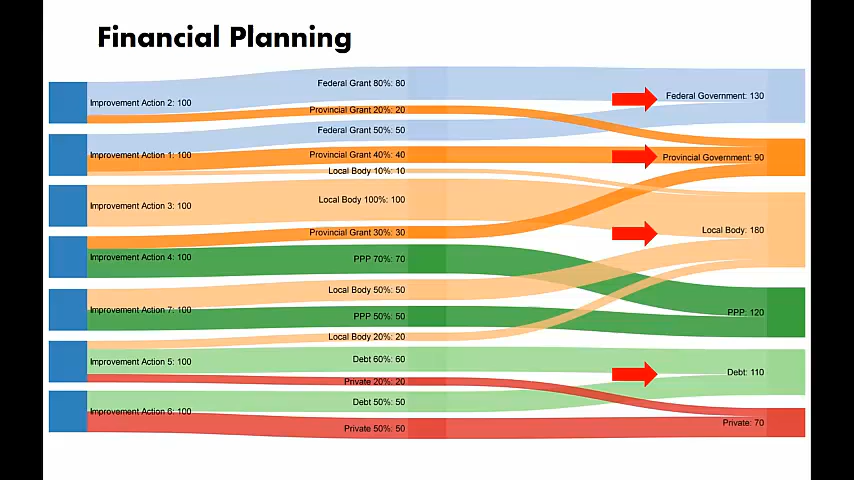 Financial Planning
Federal Grant 80%: 80
Federal Government: 130
Improvement Action 2: 100
Provincial Grant 20%: 20
Federal Grant 50%: 50
Improvement Action 1: 100
Provincial Grant 40%: 40
Provincial Government: 90
Local Body 10%: 10
Local Body 100%: 100
Improvement Action 3: 100
Provincial Grant 30%: 30
Local Body: 180
Improvement Action 4: 100
PPP 70%: 70
Local Body 50%: 50
Improvement Action 7: 100
PPP 50%: 50
PPP: 120
Local Body 20%: 20
Improvement Action 5: 100
Debt 60%: 60
Debt: 110
Private 20%: 20
Debt 50%: 50
Improvement Action 6: 100
Private 50%: 50
Private: 70